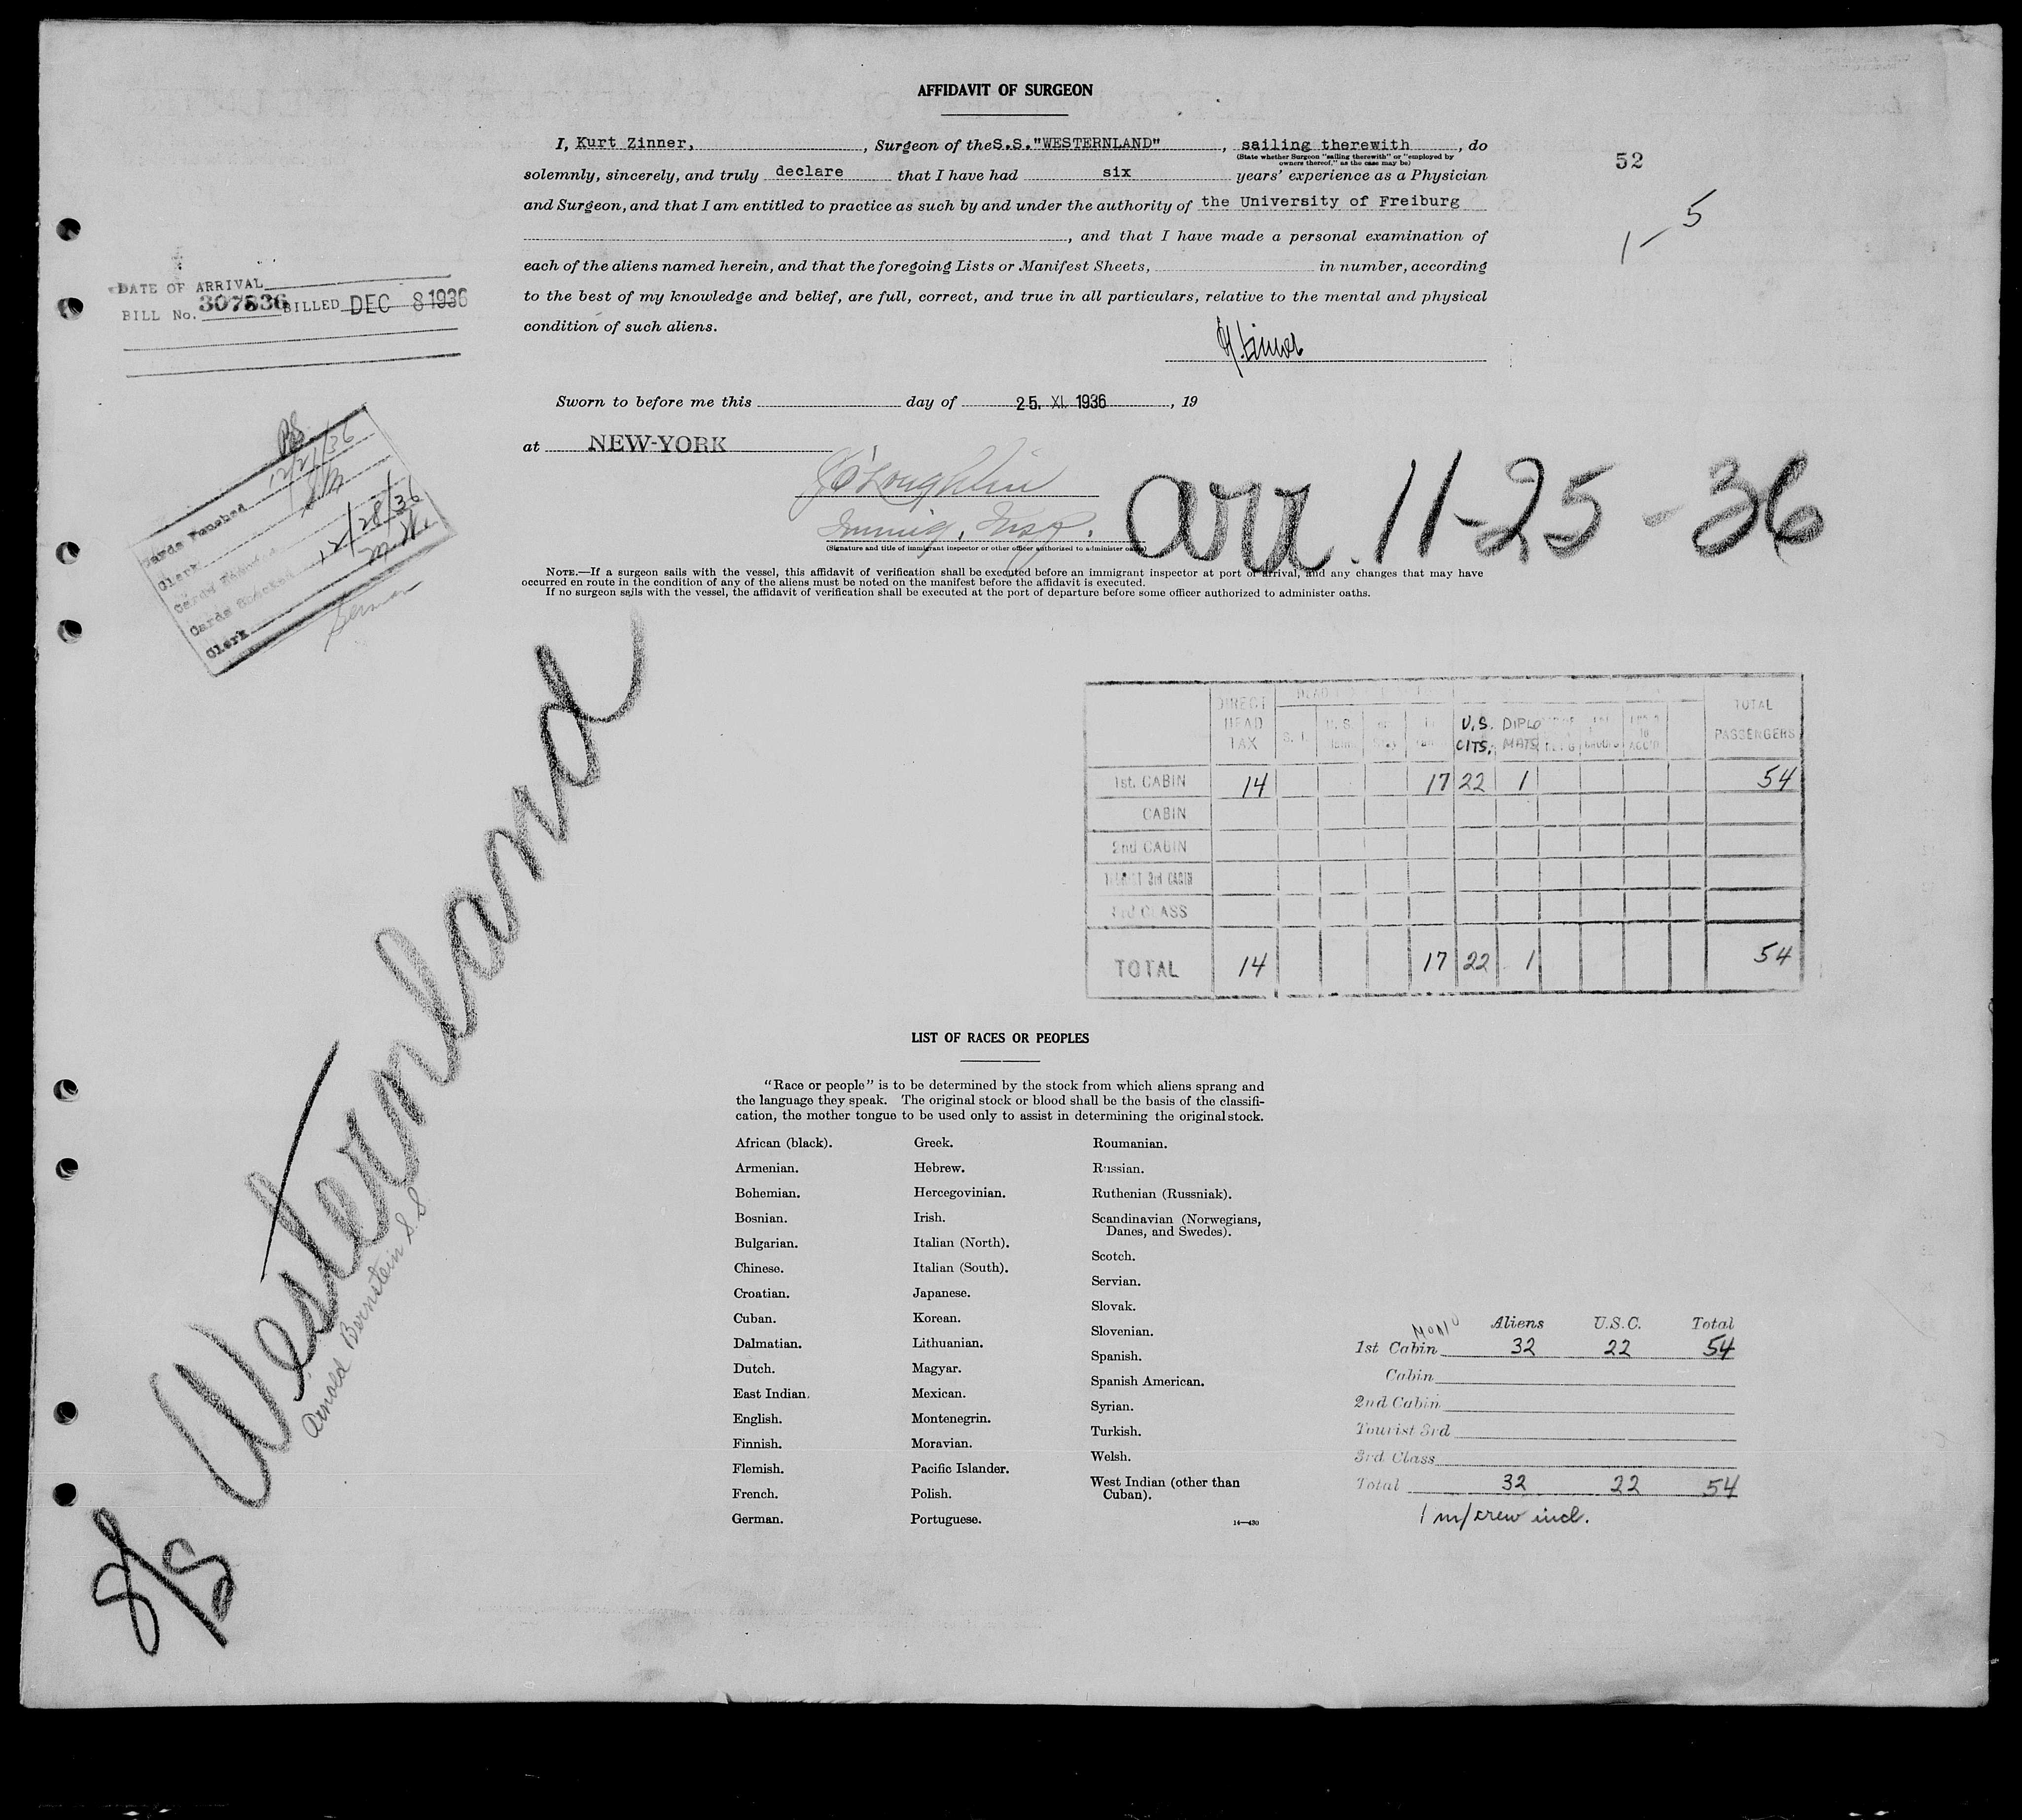 AFFIDAVIT OF SURGEON
I, Kurt Zinner, , Surgeon of the S.S."WESTERNLAND" , sailing therewith , do
(State whether Surgeon "sailing therewith" or "employed by
owners thereof," as the case may be)
52
solemnly, sincerely, and truly declare that I have had six years' experience as a Physician
and Surgeon, and that I am entitled to practice as such by and under the authority of the University of Freiburg
1-5
, and that I have made a personal examination of
each of the aliens named herein, and that the foregoing Lists or Manifest Sheets, in number, according
to the best of my knowledge and belief, are full, correct, and true in all particulars, relative to the mental and physical
condition of such aliens.
DATE OF ARRIVAL
BILL No. 307836 BILLED DEC 8 1936
Sworn to before me this day of 25. XI. 1936 , 19
at NEW-YORK
J O'Loughlin
Immig. Insp.
(Signature and title of immigrant inspector or other officer authorized to administer
arr. 11-25-36
NOTE.—If a surgeon sails with the vessel, this affidavit of verification shall be executed before an immigrant inspector at port of arrival, and any changes that may have
occurred en route in the condition of any of the aliens must be noted on the manifest before the affidavit is executed.
If no surgeon sails with the vessel, the affidavit of verification shall be executed at the port of departure before some officer authorized to administer oaths.
Cards Punched 12/27/36
Clerk
Cards
Cards Checked 12/28/36
Clerk
S/S Westernland
Arnold Bernstein S.S.
DIRECT HEAD TAX
U.S. CITS.
DIPLO MATS
TOTAL PASSENGERS
1st. CABIN 14 17 22 1 54
CABIN
2nd CABIN
3rd CABIN
3rd CLASS
TOTAL 14 17 22 1 54
LIST OF RACES OR PEOPLES
"Race or people" is to be determined by the stock from which aliens sprang and
the language they speak. The original stock or blood shall be the basis of the classifi-
cation, the mother tongue to be used only to assist in determining the original stock.
African (black).
Armenian.
Bohemian.
Bosnian.
Bulgarian.
Chinese.
Croatian.
Cuban.
Dalmatian.
Dutch.
East Indian.
English.
Finnish.
Flemish.
French.
German.
Greek.
Hebrew.
Hercegovinian.
Irish.
Italian (North).
Italian (South).
Japanese.
Korean.
Lithuanian.
Magyar.
Mexican.
Montenegrin.
Moravian.
Pacific Islander.
Polish.
Portuguese.
Roumanian.
Russian.
Ruthenian (Russniak).
Scandinavian (Norwegians,
Danes, and Swedes).
Scotch.
Servian.
Slovak.
Slovenian.
Spanish.
Spanish American.
Syrian.
Turkish.
Welsh.
West Indian (other than
Cuban).
14—430
Aliens U.S.C. Total
1st Cabin 32 22 54
Cabin
2nd Cabin
Tourist 3rd
3rd Class
Total 32 22 54
1 m/crew incl.